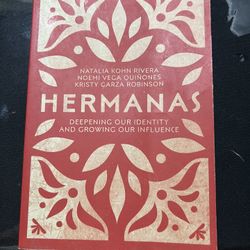 NATALIA KOHN RIVERA
NOEMI VEGA QUIÑONES
KRISTY GARZA ROBINSON
HERMANAS
DEEPENING OUR IDENTITY
AND GROWING OUR INFLUENCE